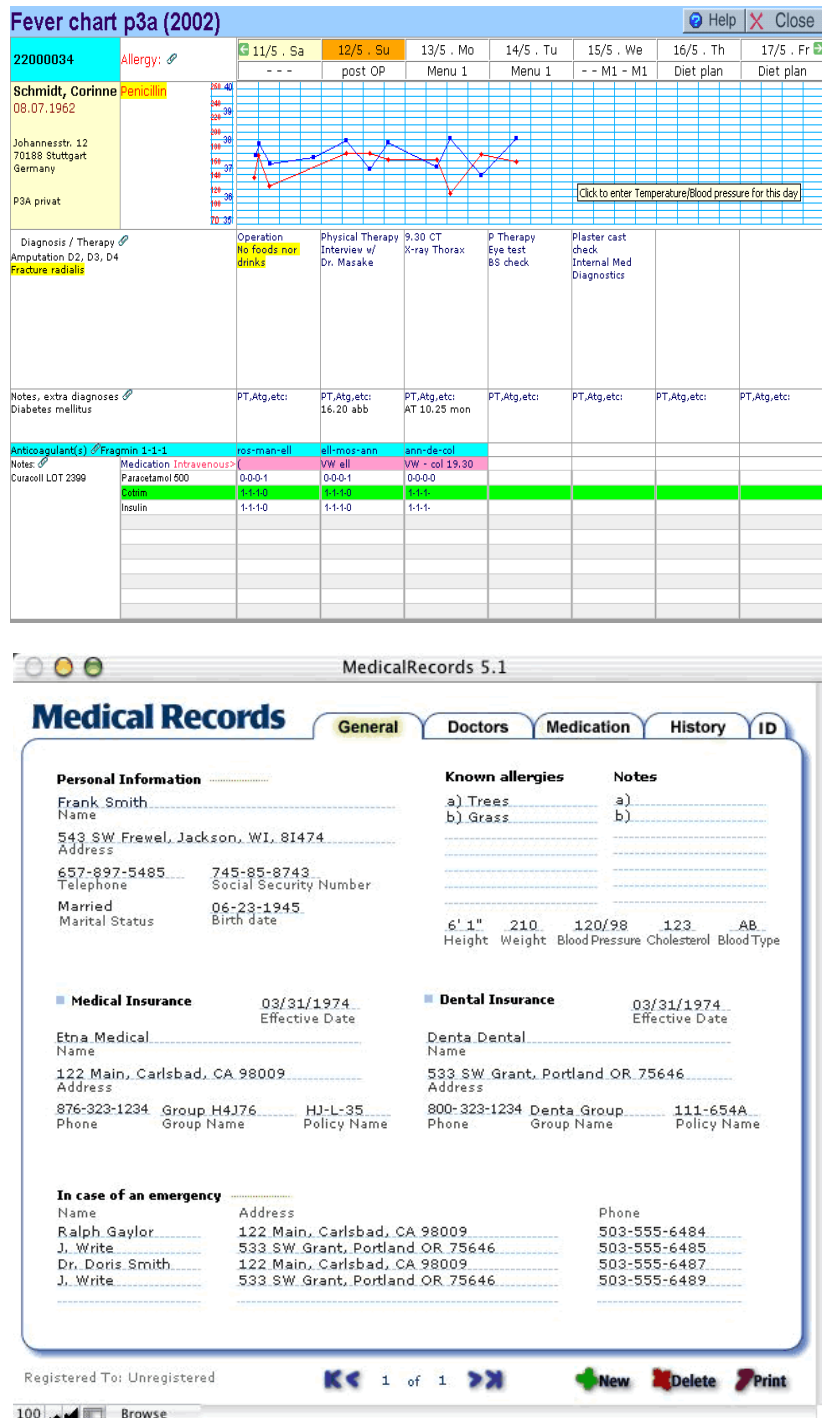 Fever chart p3a (2002)
Help
Close
22000034
Allergy:
11/5 . Sa
12/5 . Su
13/5 . Mo
14/5 . Tu
15/5 . We
16/5 . Th
17/5 . Fr
- - -
post OP
Menu 1
Menu 1
- - M1 - M1
Diet plan
Diet plan
Schmidt, Corinne
Penicillin
08.07.1962
Johannesstr. 12
70188 Stuttgart
Germany
P3A privat
260 40
240 39
220
200 38
180
160 37
140
120 36
100
70 35
Click to enter Temperature/Blood pressure for this day
Diagnosis / Therapy
Amputation D2, D3, D4
Fracture radialis
Operation
No foods nor
drinks
Physical Therapy
Interview w/
Dr. Masake
9.30 CT
X-ray Thorax
P Therapy
Eye test
BS check
Plaster cast
check
Internal Med
Diagnostics
Notes, extra diagnoses
Diabetes mellitus
PT,Atg,etc:
PT,Atg,etc:
16.20 abb
PT,Atg,etc:
AT 10.25 mon
PT,Atg,etc:
PT,Atg,etc:
PT,Atg,etc:
PT,Atg,etc:
Anticoagulant(s) Fragmin 1-1-1
ros-man-ell
ell-mos-ann
ann-de-col
Notes:
Medication Intravenous>
(
VW ell
VW - col 19.30
Curacoll LOT 2399
Paracetamol 500
0-0-0-1
0-0-0-1
0-0-0-0
Cotrim
1-1-1-0
1-1-1-0
1-1-1-
Insulin
1-1-1-0
1-1-1-0
1-1-1-
MedicalRecords 5.1
Medical Records
General
Doctors
Medication
History
ID
Personal Information
Frank Smith
Name
543 SW Frewel, Jackson, WI, 8I474
Address
657-897-5485
745-85-8743
Telephone
Social Security Number
Married
06-23-1945
Marital Status
Birth date
Known allergies
Notes
a) Trees
a)
b) Grass
b)
6' 1" 210 120/98 123 AB
Height Weight Blood Pressure Cholesterol Blood Type
Medical Insurance
03/31/1974
Effective Date
Etna Medical
Name
122 Main, Carlsbad, CA 98009
Address
876-323-1234 Group H4J76 HJ-L-35
Phone Group Name Policy Name
Dental Insurance
03/31/1974
Effective Date
Denta Dental
Name
533 SW Grant, Portland OR 75646
Address
800-323-1234 Denta Group 111-654A
Phone Group Name Policy Name
In case of an emergency
Name Address Phone
Ralph Gaylor 122 Main, Carlsbad, CA 98009 503-555-6484
J. Write 533 SW Grant, Portland OR 75646 503-555-6485
Dr. Doris Smith 122 Main, Carlsbad, CA 98009 503-555-6487
J. Write 533 SW Grant, Portland OR 75646 503-555-6489
Registered To: Unregistered
1 of 1
New
Delete
Print
100
Browse